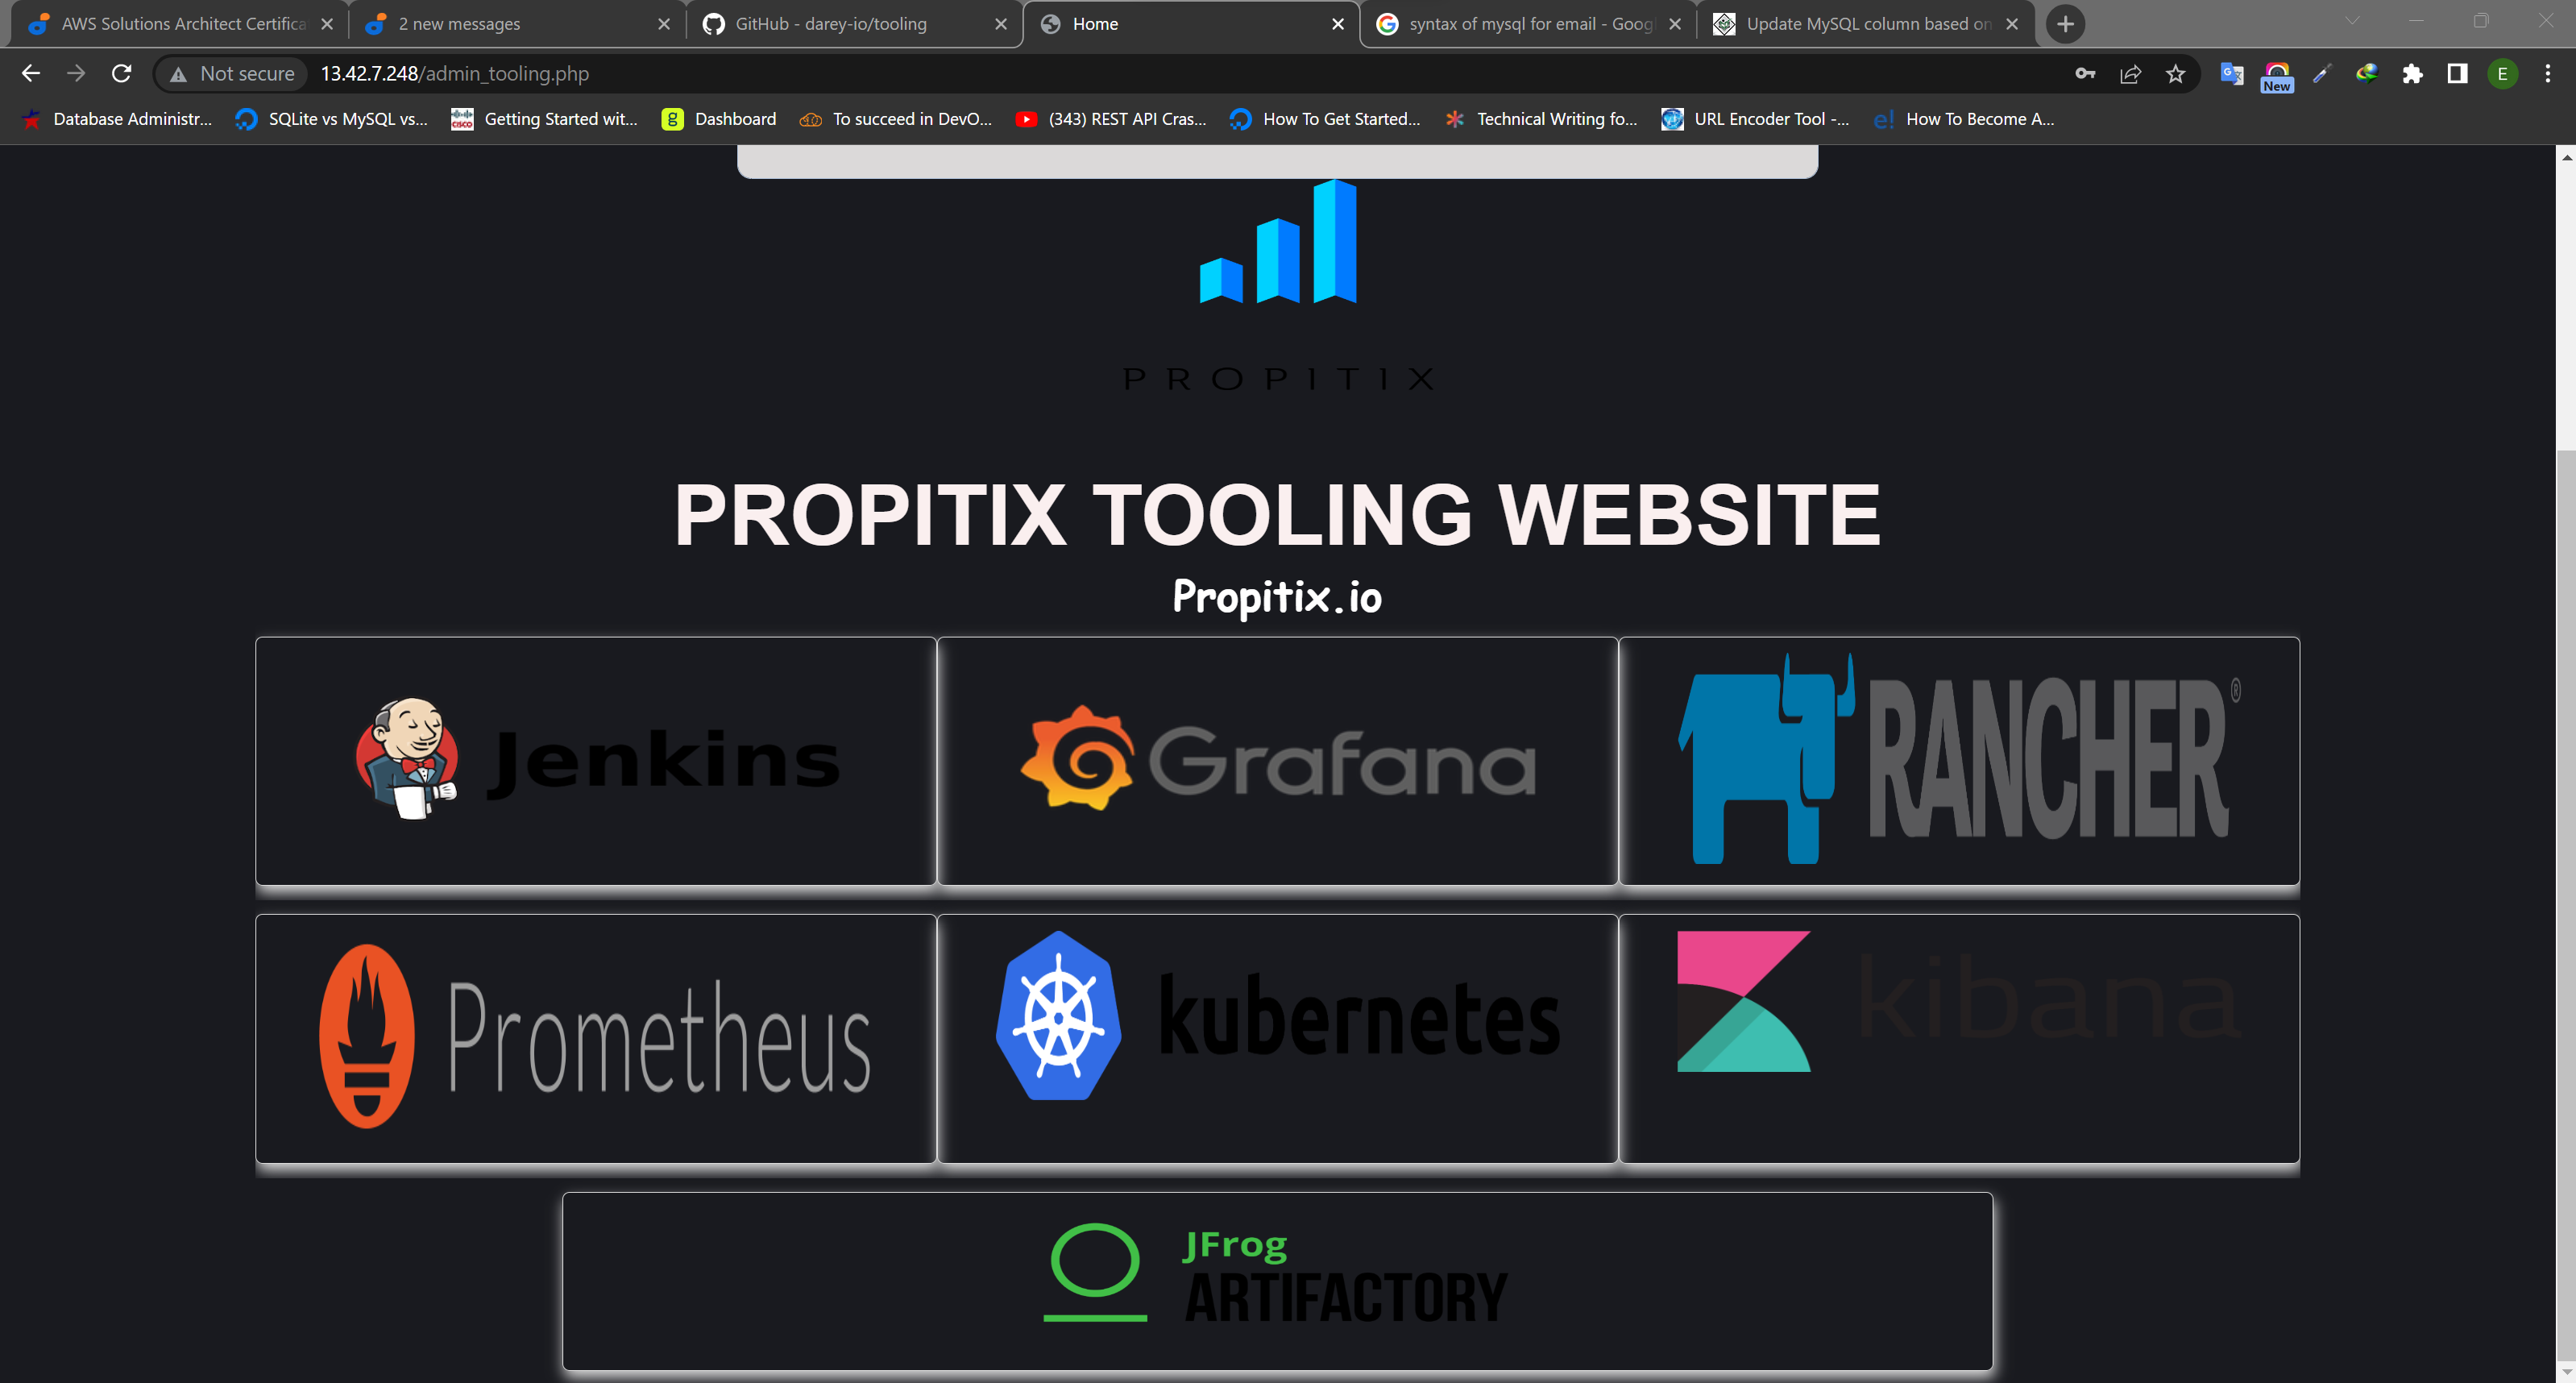 AWS Solutions Architect Certifica
2 new messages
GitHub - darey-io/tooling
Home
syntax of mysql for email - Goog
Update MySQL column based on
Not secure
13.42.7.248/admin_tooling.php
New
E
Database Administr...
SQLite vs MySQL vs...
CISCO
Getting Started wit...
g
Dashboard
To succeed in DevO...
(343) REST API Cras...
How To Get Started...
Technical Writing fo...
URL Encoder Tool -...
e!
How To Become A...
PROPITIX
PROPITIX TOOLING WEBSITE
Propitix.io
Jenkins
Grafana
RANCHER®
Prometheus
kubernetes
kibana
JFrog
ARTIFACTORY